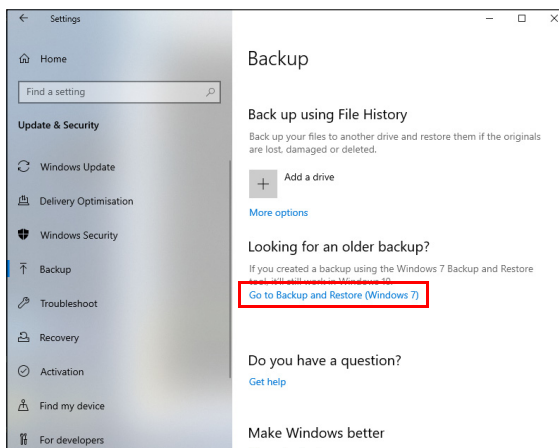 Settings
Home
Find a setting
Update & Security
Windows Update
Delivery Optimisation
Windows Security
Backup
Troubleshoot
Recovery
Activation
Find my device
For developers
Backup
Back up using File History
Back up your files to another drive and restore them if the originals
are lost, damaged or deleted.
Add a drive
More options
Looking for an older backup?
If you created a backup using the Windows 7 Backup and Restore
tool, it'll still work in Windows 10.
Go to Backup and Restore (Windows 7)
Do you have a question?
Get help
Make Windows better